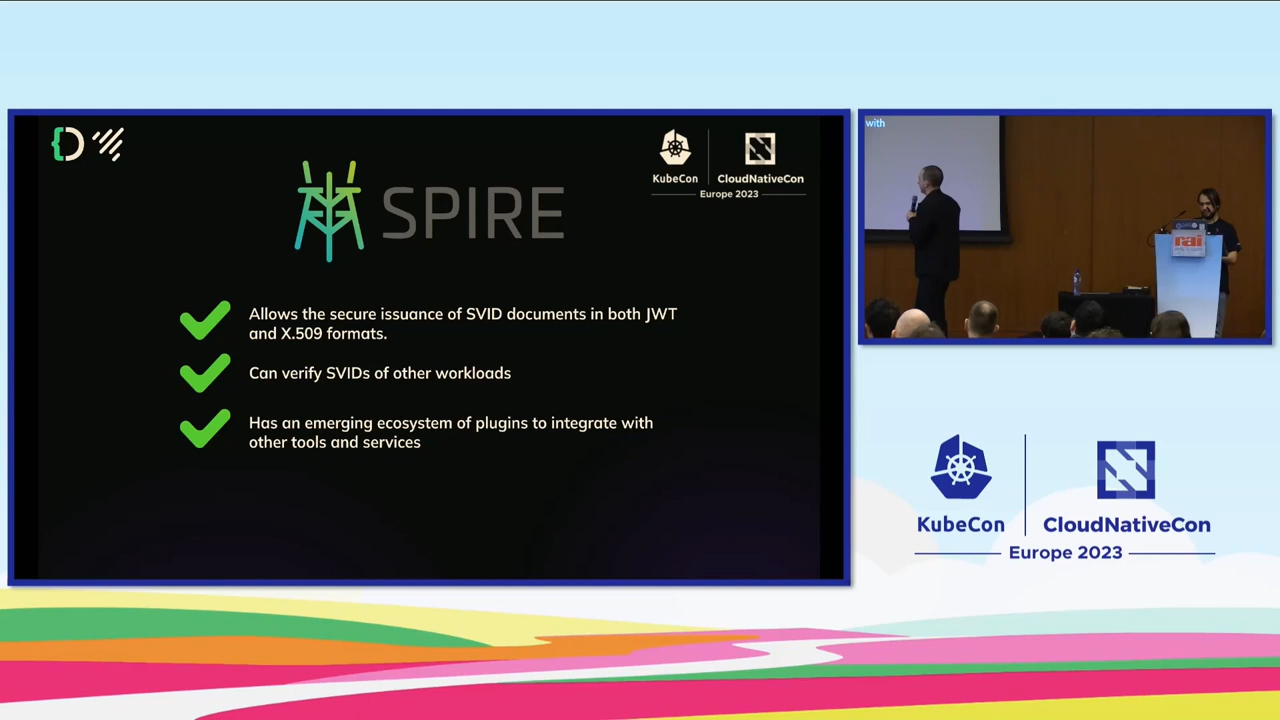 KubeCon
CloudNativeCon
Europe 2023
SPIRE
Allows the secure issuance of SVID documents in both JWT
and X.509 formats.
Can verify SVIDs of other workloads
Has an emerging ecosystem of plugins to integrate with
other tools and services
with
rai
KubeCon
CloudNativeCon
Europe 2023